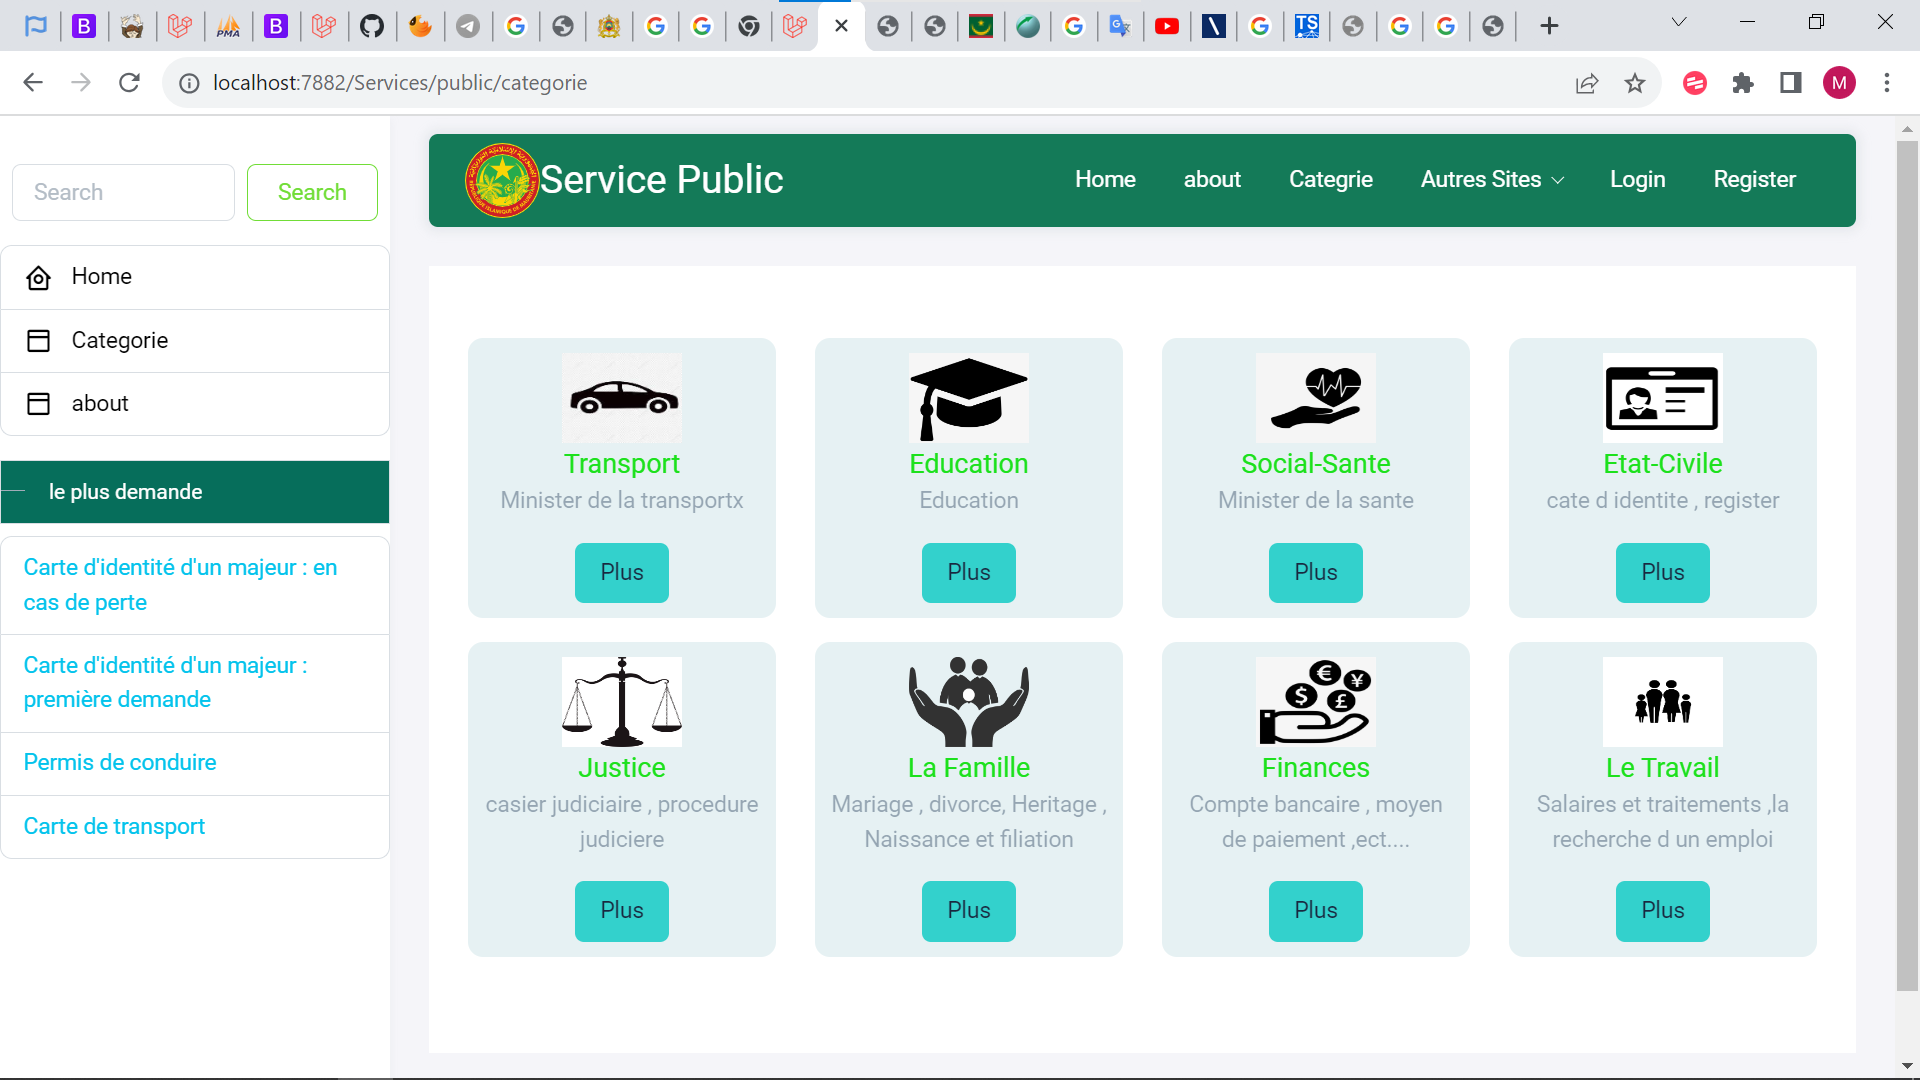 localhost:7882/Services/public/categorie
M
Search
Search
Home
Categorie
about
le plus demande
Carte d'identité d'un majeur : en
cas de perte
Carte d'identité d'un majeur :
première demande
Permis de conduire
Carte de transport
Service Public
Home
about
Categrie
Autres Sites
Login
Register
Transport
Minister de la transportx
Plus
Education
Education
Plus
Social-Sante
Minister de la sante
Plus
Etat-Civile
cate d identite , register
Plus
Justice
casier judiciaire , procedure
judiciere
Plus
La Famille
Mariage , divorce, Heritage ,
Naissance et filiation
Plus
Finances
Compte bancaire , moyen
de paiement ,ect....
Plus
Le Travail
Salaires et traitements ,la
recherche d un emploi
Plus